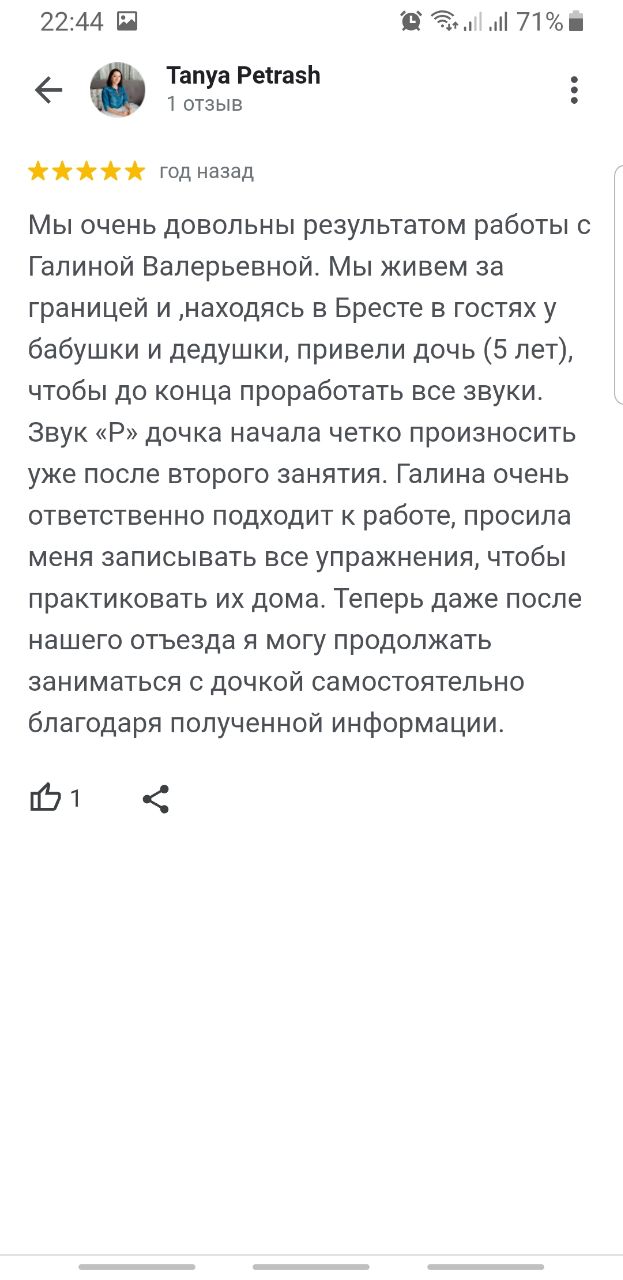 22:44
71%
Tanya Petrash
1 отзыв
год назад
Мы очень довольны результатом работы с
Галиной Валерьевной. Мы живем за
границей и ,находясь в Бресте в гостях у
бабушки и дедушки, привели дочь (5 лет),
чтобы до конца проработать все звуки.
Звук «Р» дочка начала четко произносить
уже после второго занятия. Галина очень
ответственно подходит к работе, просила
меня записывать все упражнения, чтобы
практиковать их дома. Теперь даже после
нашего отъезда я могу продолжать
заниматься с дочкой самостоятельно
благодаря полученной информации.
1